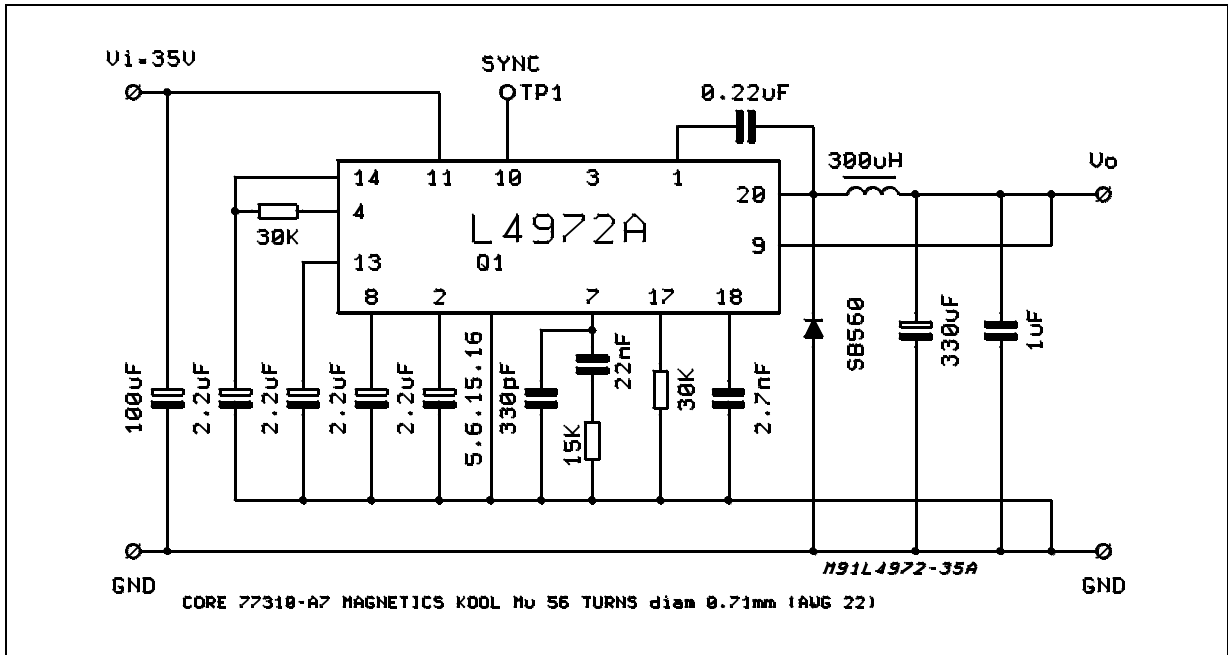 Vi=35V
SYNC
TP1
0.22uF
300uH
Vo
14
11
10
3
1
20
4
30K
L4972A
9
13
Q1
8
2
7
17
18
100uF
2.2uF
2.2uF
2.2uF
2.2uF
5.6.15.16
330pF
22nF
15K
30K
2.7nF
SB560
330uF
1uF
M91L4972-35A
GND
GND
CORE 77310-A7 MAGNETICS KOOL Mu 56 TURNS diam 0.71mm (AWG 22)